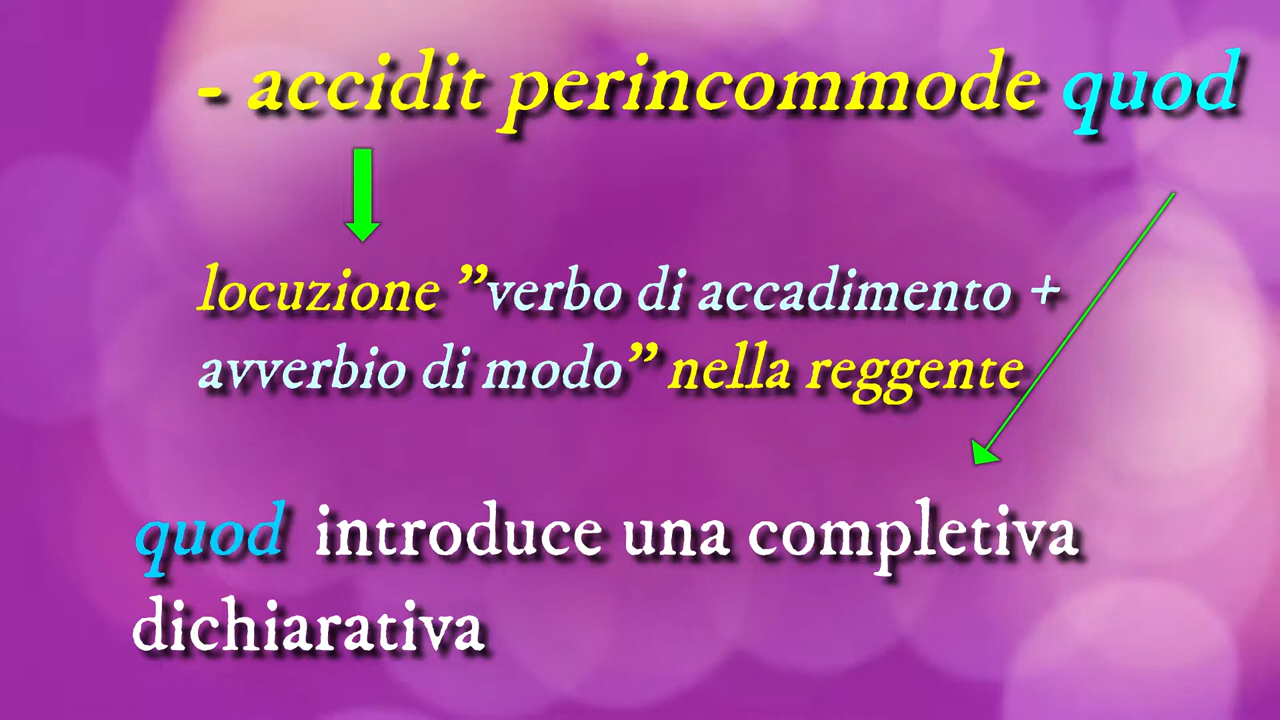 - accidit perincommode quod
locuzione ”verbo di accadimento +
avverbio di modo” nella reggente
quod introduce una completiva
dichiarativa